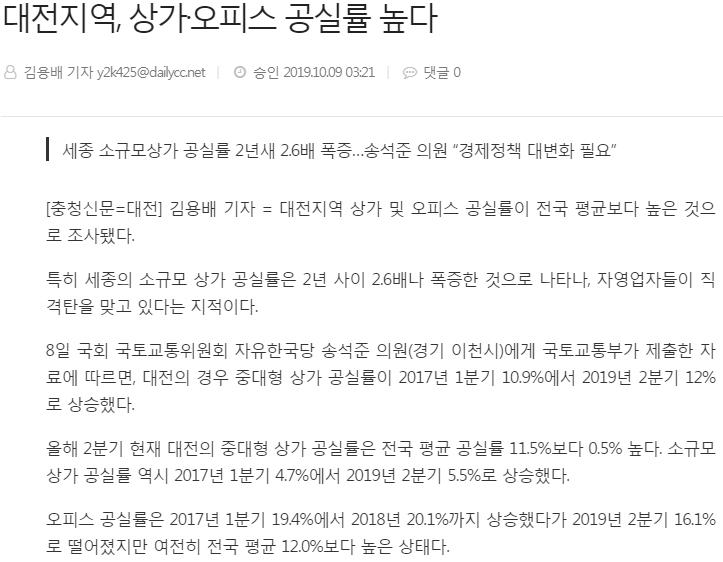 대전지역, 상가·오피스 공실률 높다
김용배 기자 y2k425@dailycc.net | 승인 2019.10.09 03:21 | 댓글 0
세종 소규모상가 공실률 2년새 2.6배 폭증…송석준 의원 “경제정책 대변화 필요”
[충청신문=대전] 김용배 기자 = 대전지역 상가 및 오피스 공실률이 전국 평균보다 높은 것으
로 조사됐다.
특히 세종의 소규모 상가 공실률은 2년 사이 2.6배나 폭증한 것으로 나타나, 자영업자들이 직
격탄을 맞고 있다는 지적이다.
8일 국회 국토교통위원회 자유한국당 송석준 의원(경기 이천시)에게 국토교통부가 제출한 자
료에 따르면, 대전의 경우 중대형 상가 공실률이 2017년 1분기 10.9%에서 2019년 2분기 12%
로 상승했다.
올해 2분기 현재 대전의 중대형 상가 공실률은 전국 평균 공실률 11.5%보다 0.5% 높다. 소규모
상가 공실률 역시 2017년 1분기 4.7%에서 2019년 2분기 5.5%로 상승했다.
오피스 공실률은 2017년 1분기 19.4%에서 2018년 20.1%까지 상승했다가 2019년 2분기 16.1%
로 떨어졌지만 여전히 전국 평균 12.0%보다 높은 상태다.